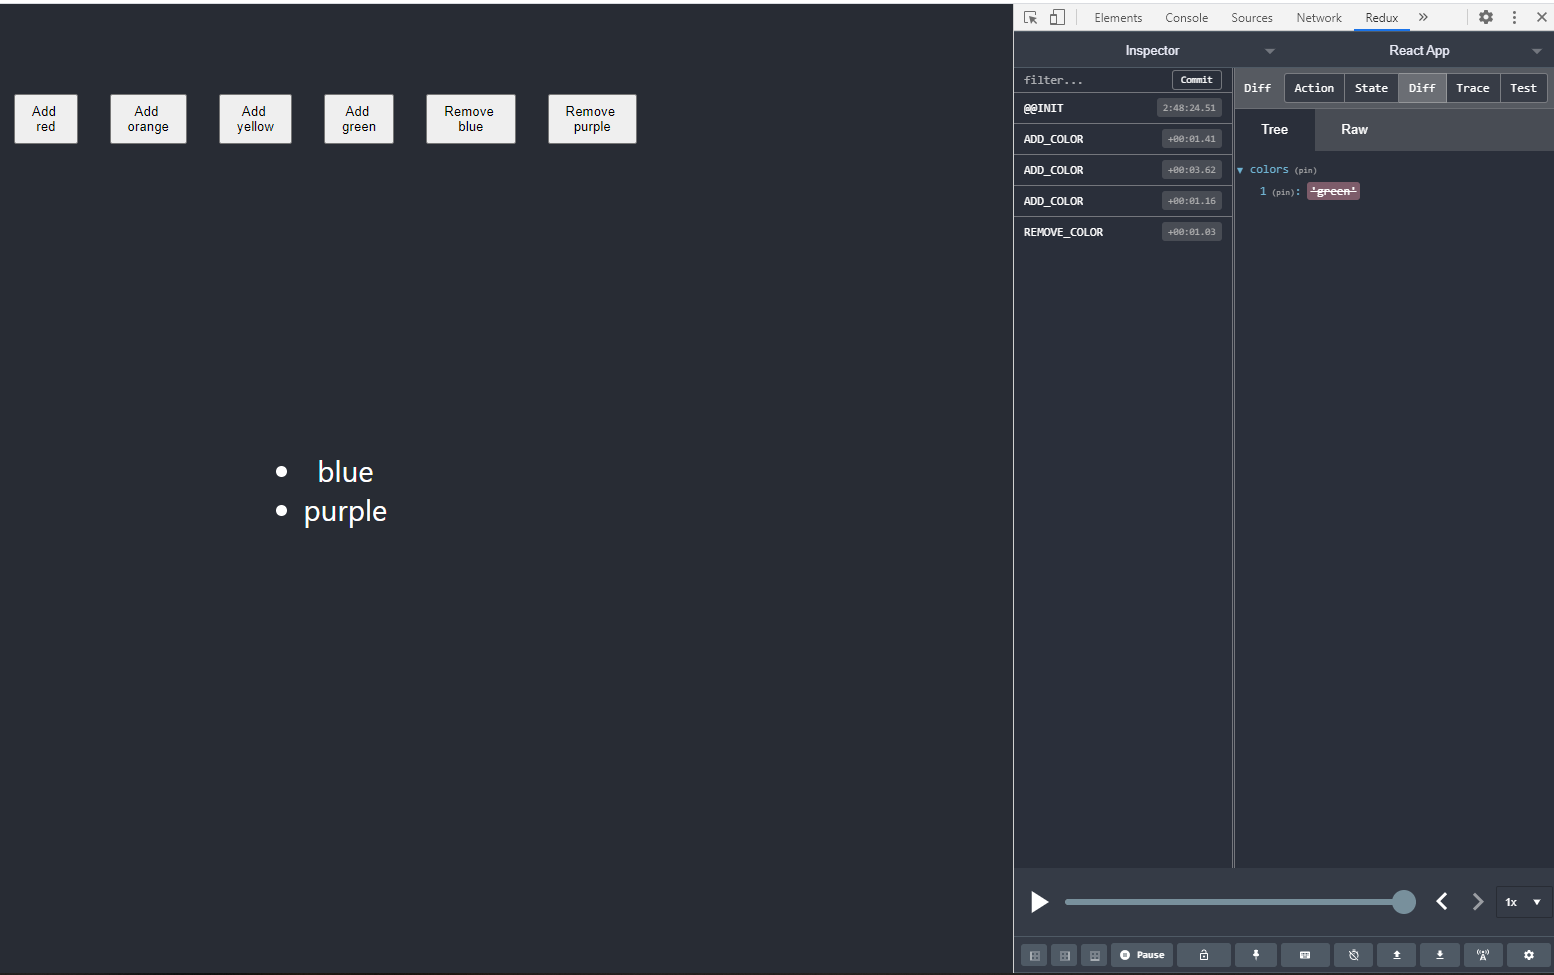 Elements Console Sources Network Redux
Inspector React App
filter... Commit
Diff Action State Diff Trace Test
@@INIT 2:48:24.51
Tree Raw
ADD_COLOR +00:01.41
ADD_COLOR +00:03.62
ADD_COLOR +00:01.16
REMOVE_COLOR +00:01.03
colors (pin)
1 (pin): 'green'
Add red
Add orange
Add yellow
Add green
Remove blue
Remove purple
blue
purple
1x
Pause